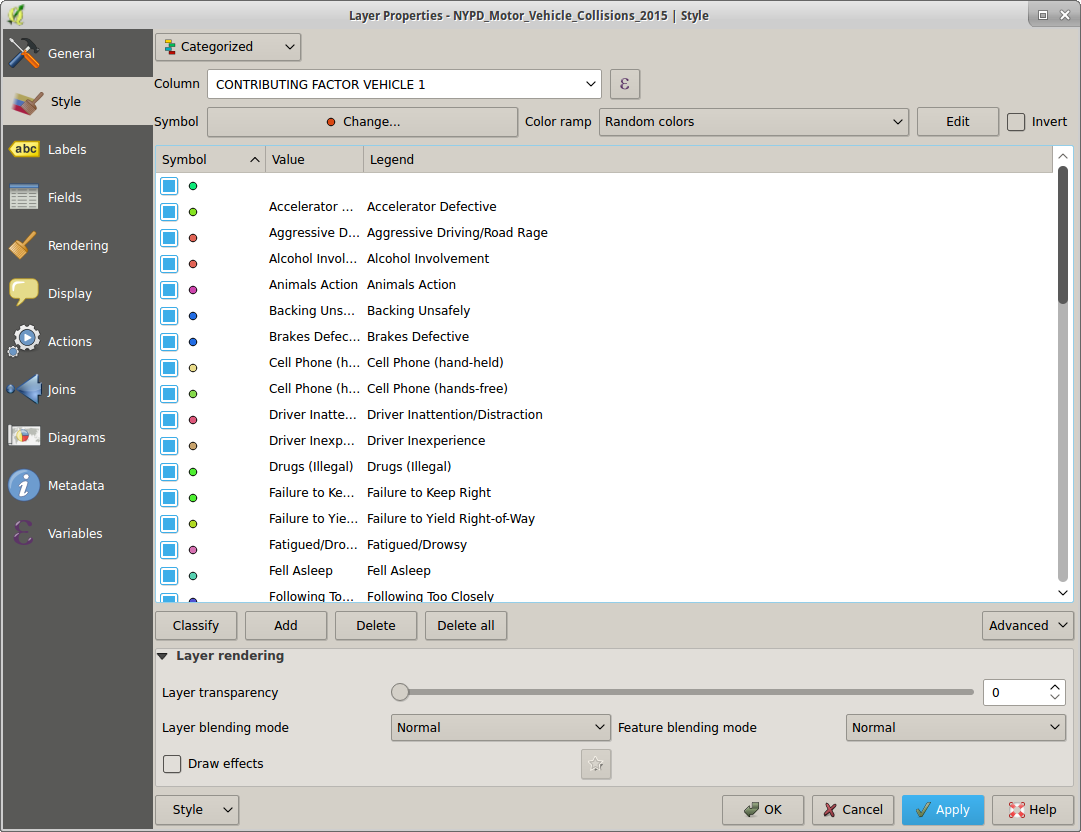 Layer Properties - NYPD_Motor_Vehicle_Collisions_2015 | Style
General
Style
Labels
Fields
Rendering
Display
Actions
Joins
Diagrams
Metadata
Variables
abc
Categorized
Column CONTRIBUTING FACTOR VEHICLE 1 ε
Symbol Change... Color ramp Random colors Edit Invert
Symbol Value Legend
Accelerator ... Accelerator Defective
Aggressive D... Aggressive Driving/Road Rage
Alcohol Invol... Alcohol Involvement
Animals Action Animals Action
Backing Uns... Backing Unsafely
Brakes Defec... Brakes Defective
Cell Phone (h... Cell Phone (hand-held)
Cell Phone (h... Cell Phone (hands-free)
Driver Inatte... Driver Inattention/Distraction
Driver Inexp... Driver Inexperience
Drugs (Illegal) Drugs (Illegal)
Failure to Ke... Failure to Keep Right
Failure to Yie... Failure to Yield Right-of-Way
Fatigued/Dro... Fatigued/Drowsy
Fell Asleep Fell Asleep
Following To... Following Too Closely
Classify Add Delete Delete all Advanced
Layer rendering
Layer transparency 0
Layer blending mode Normal Feature blending mode Normal
Draw effects
Style OK Cancel Apply Help